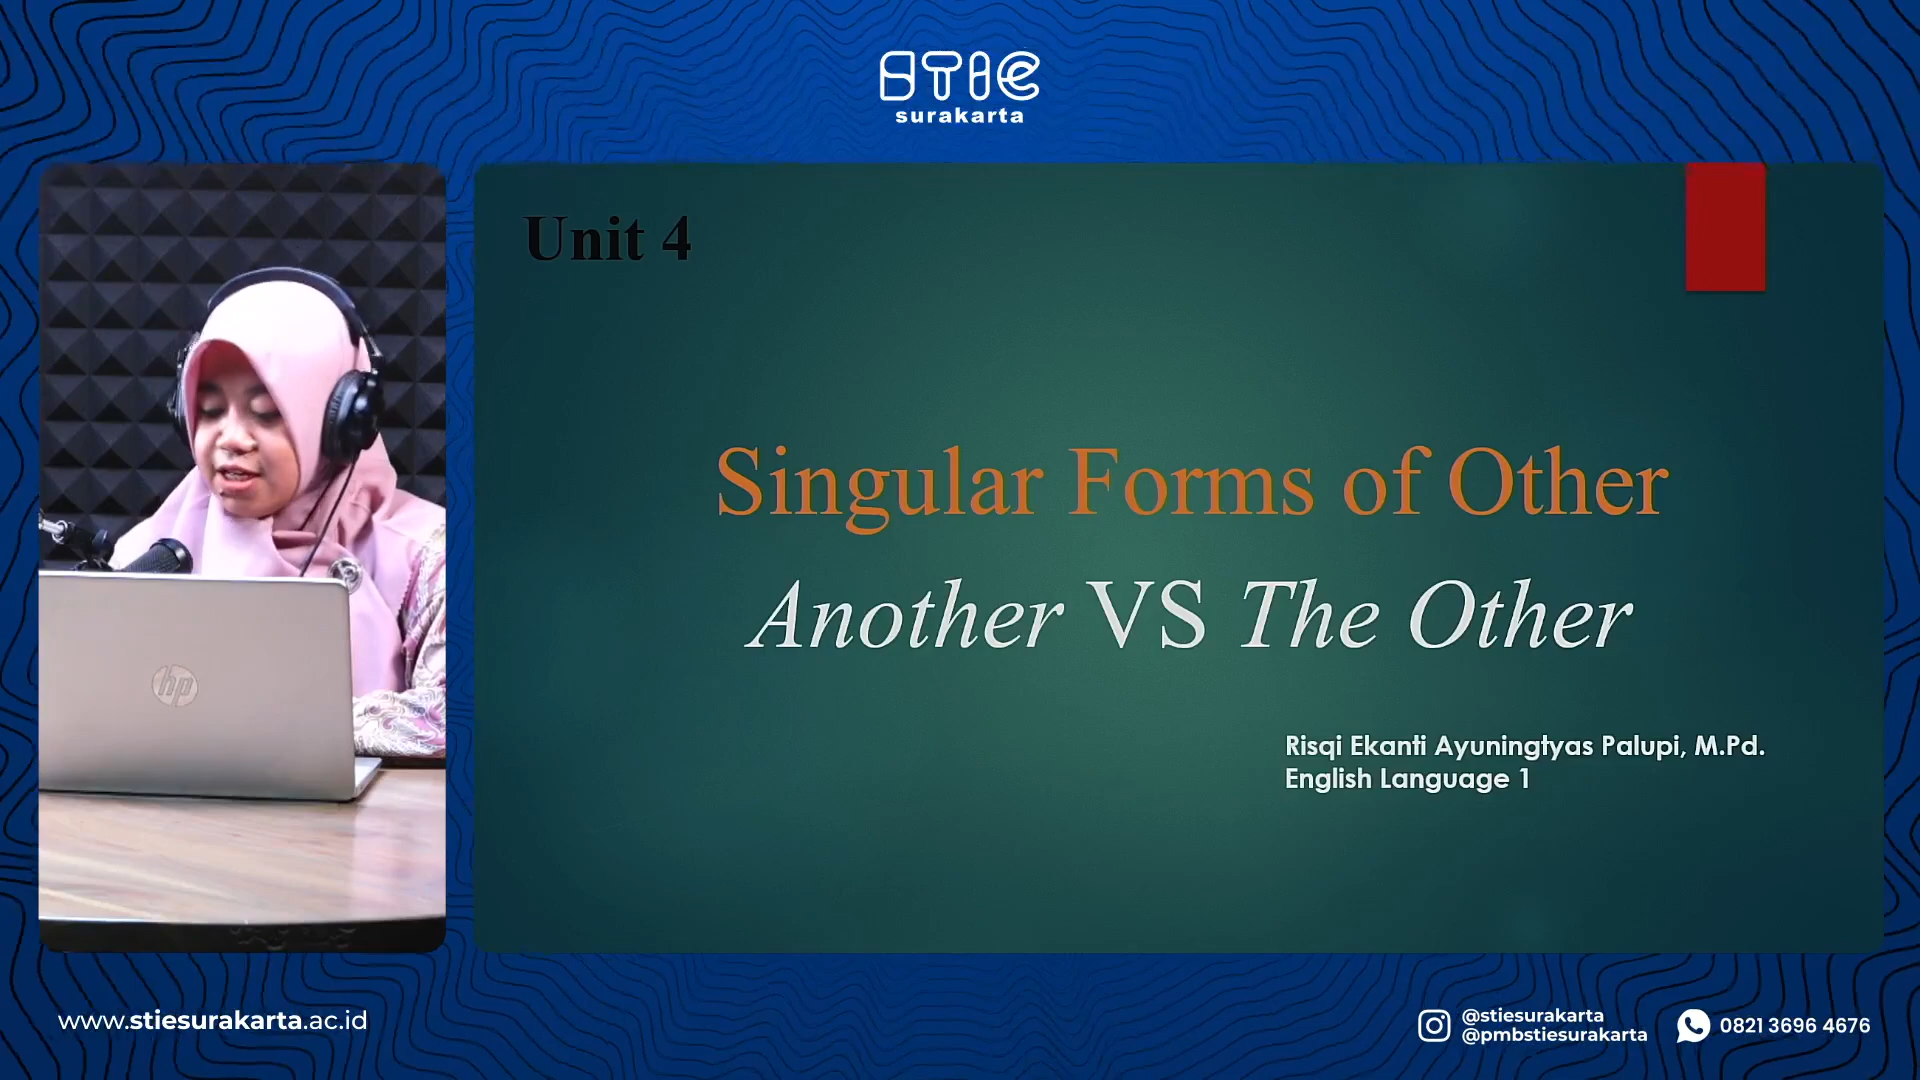 STIE
surakarta
Unit 4
Singular Forms of Other
Another VS The Other
Risqi Ekanti Ayuningtyas Palupi, M.Pd.
English Language 1
hp
www.stiesurakarta.ac.id
@stiesurakarta
@pmbstiesurakarta
0821 3696 4676